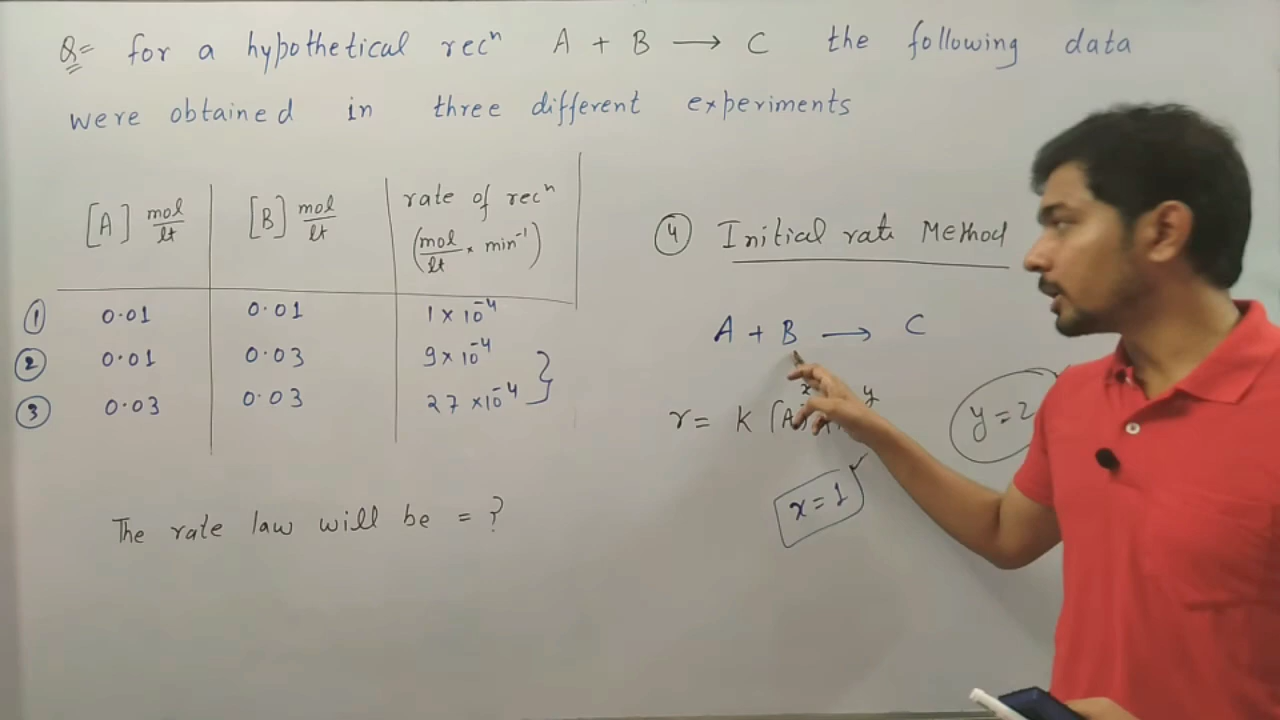 Q= for a hypothetical recⁿ A + B ⟶ C the following data
were obtained in three different experiments
[A] mol/lt [B] mol/lt rate of recⁿ
(mol/lt × min⁻¹)
① 0.01 0.01 1 × 10⁻⁴
② 0.01 0.03 9 × 10⁻⁴
③ 0.03 0.03 27 × 10⁻⁴
The rate law will be = ?
④ Initial rate Method
A + B ⟶ C
r = K [A]ˣ ʸ
y = 2
x = 1